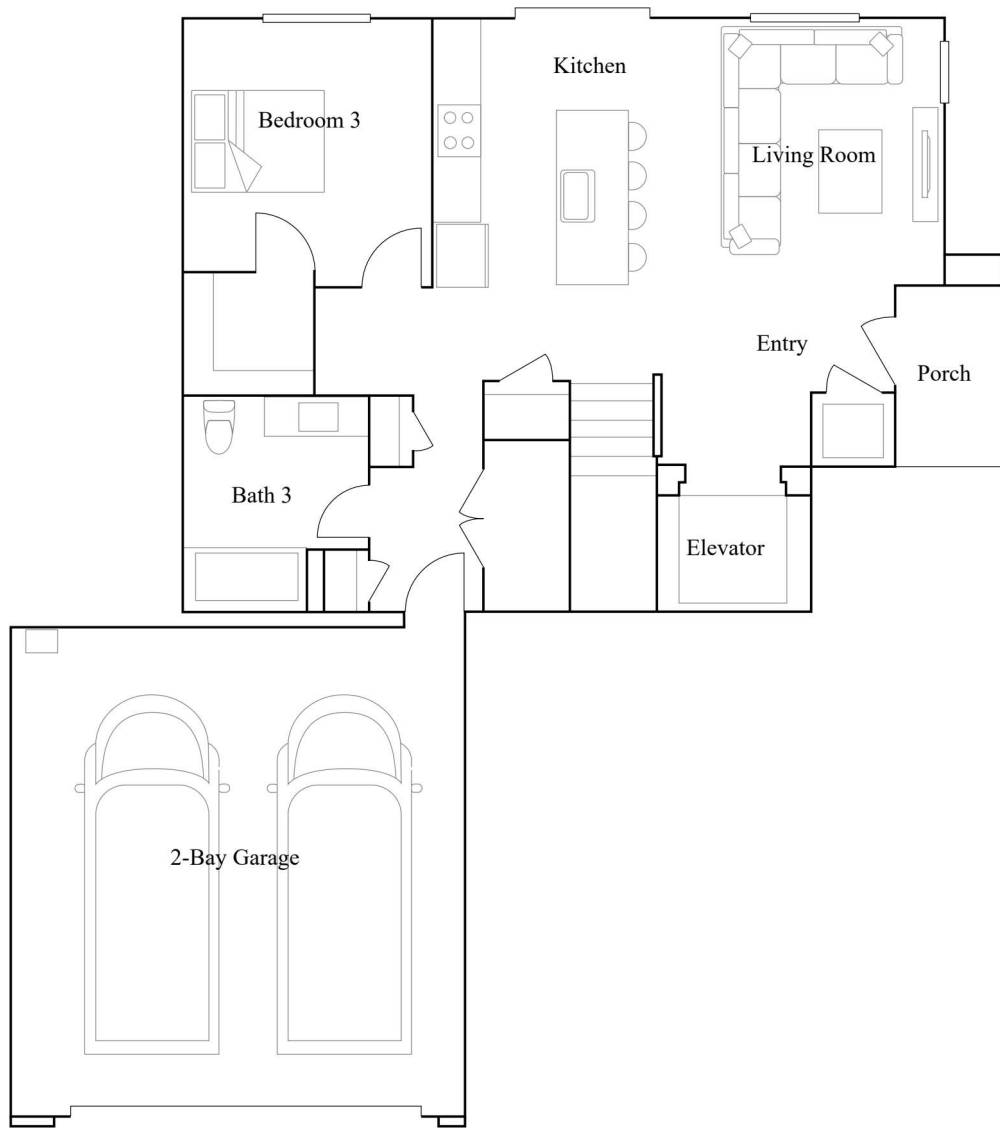 Kitchen
Bedroom 3
Living Room
Entry
Porch
Bath 3
Elevator
2-Bay Garage